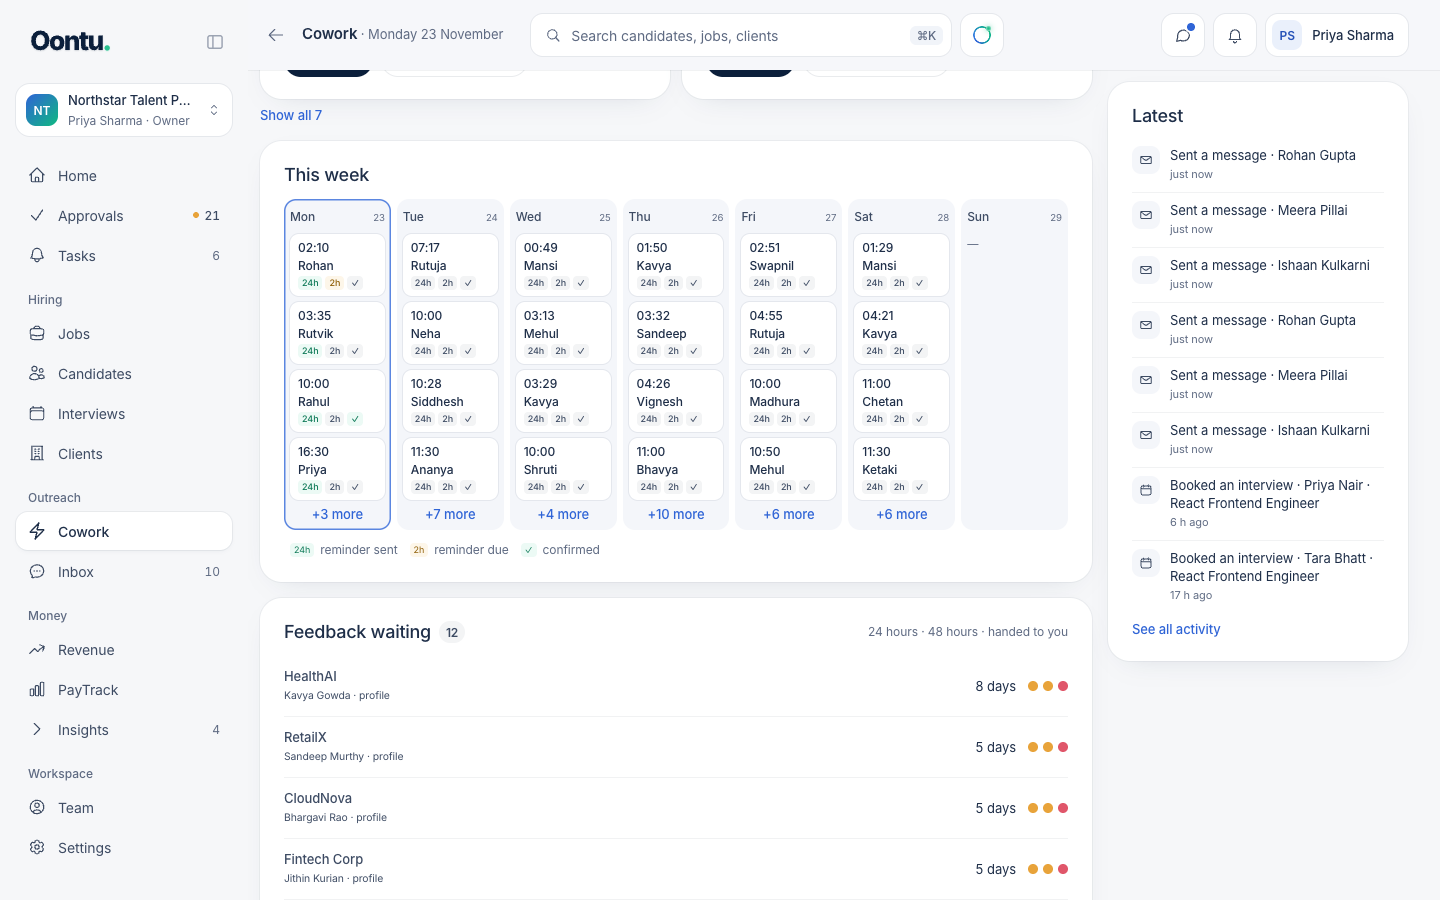 Oontu.
NT
Northstar Talent P...
Priya Sharma · Owner
Home
Approvals 21
Tasks 6
Hiring
Jobs
Candidates
Interviews
Clients
Outreach
Cowork
Inbox 10
Money
Revenue
PayTrack
Insights 4
Workspace
Team
Settings
Cowork · Monday 23 November
Search candidates, jobs, clients ⌘K
PS Priya Sharma
Show all 7
This week
Mon 23
02:10
Rohan
24h 2h ✓
03:35
Rutvik
24h 2h ✓
10:00
Rahul
24h 2h ✓
16:30
Priya
24h 2h ✓
+3 more
Tue 24
07:17
Rutuja
24h 2h ✓
10:00
Neha
24h 2h ✓
10:28
Siddhesh
24h 2h ✓
11:30
Ananya
24h 2h ✓
+7 more
Wed 25
00:49
Mansi
24h 2h ✓
03:13
Mehul
24h 2h ✓
03:29
Kavya
24h 2h ✓
10:00
Shruti
24h 2h ✓
+4 more
Thu 26
01:50
Kavya
24h 2h ✓
03:32
Sandeep
24h 2h ✓
04:26
Vignesh
24h 2h ✓
11:00
Bhavya
24h 2h ✓
+10 more
Fri 27
02:51
Swapnil
24h 2h ✓
04:55
Rutuja
24h 2h ✓
10:00
Madhura
24h 2h ✓
10:50
Mehul
24h 2h ✓
+6 more
Sat 28
01:29
Mansi
24h 2h ✓
04:21
Kavya
24h 2h ✓
11:00
Chetan
24h 2h ✓
11:30
Ketaki
24h 2h ✓
+6 more
Sun 29
—
24h reminder sent 2h reminder due ✓ confirmed
Feedback waiting 12
24 hours · 48 hours · handed to you
HealthAI
Kavya Gowda · profile
8 days
RetailX
Sandeep Murthy · profile
5 days
CloudNova
Bhargavi Rao · profile
5 days
Fintech Corp
Jithin Kurian · profile
5 days
Latest
Sent a message · Rohan Gupta
just now
Sent a message · Meera Pillai
just now
Sent a message · Ishaan Kulkarni
just now
Sent a message · Rohan Gupta
just now
Sent a message · Meera Pillai
just now
Sent a message · Ishaan Kulkarni
just now
Booked an interview · Priya Nair ·
React Frontend Engineer
6 h ago
Booked an interview · Tara Bhatt ·
React Frontend Engineer
17 h ago
See all activity